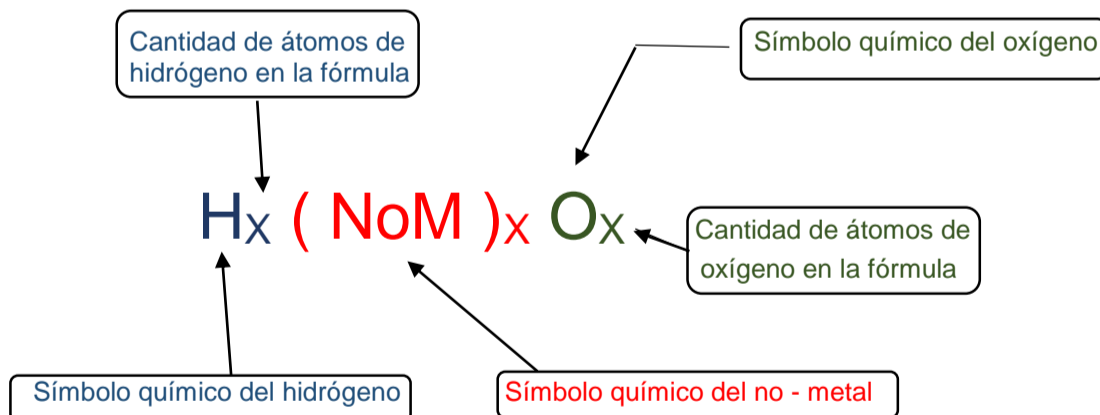 Cantidad de átomos de
hidrógeno en la fórmula
Símbolo químico del oxígeno
HX ( NoM )X OX
Cantidad de átomos de
oxígeno en la fórmula
Símbolo químico del hidrógeno
Símbolo químico del no - metal